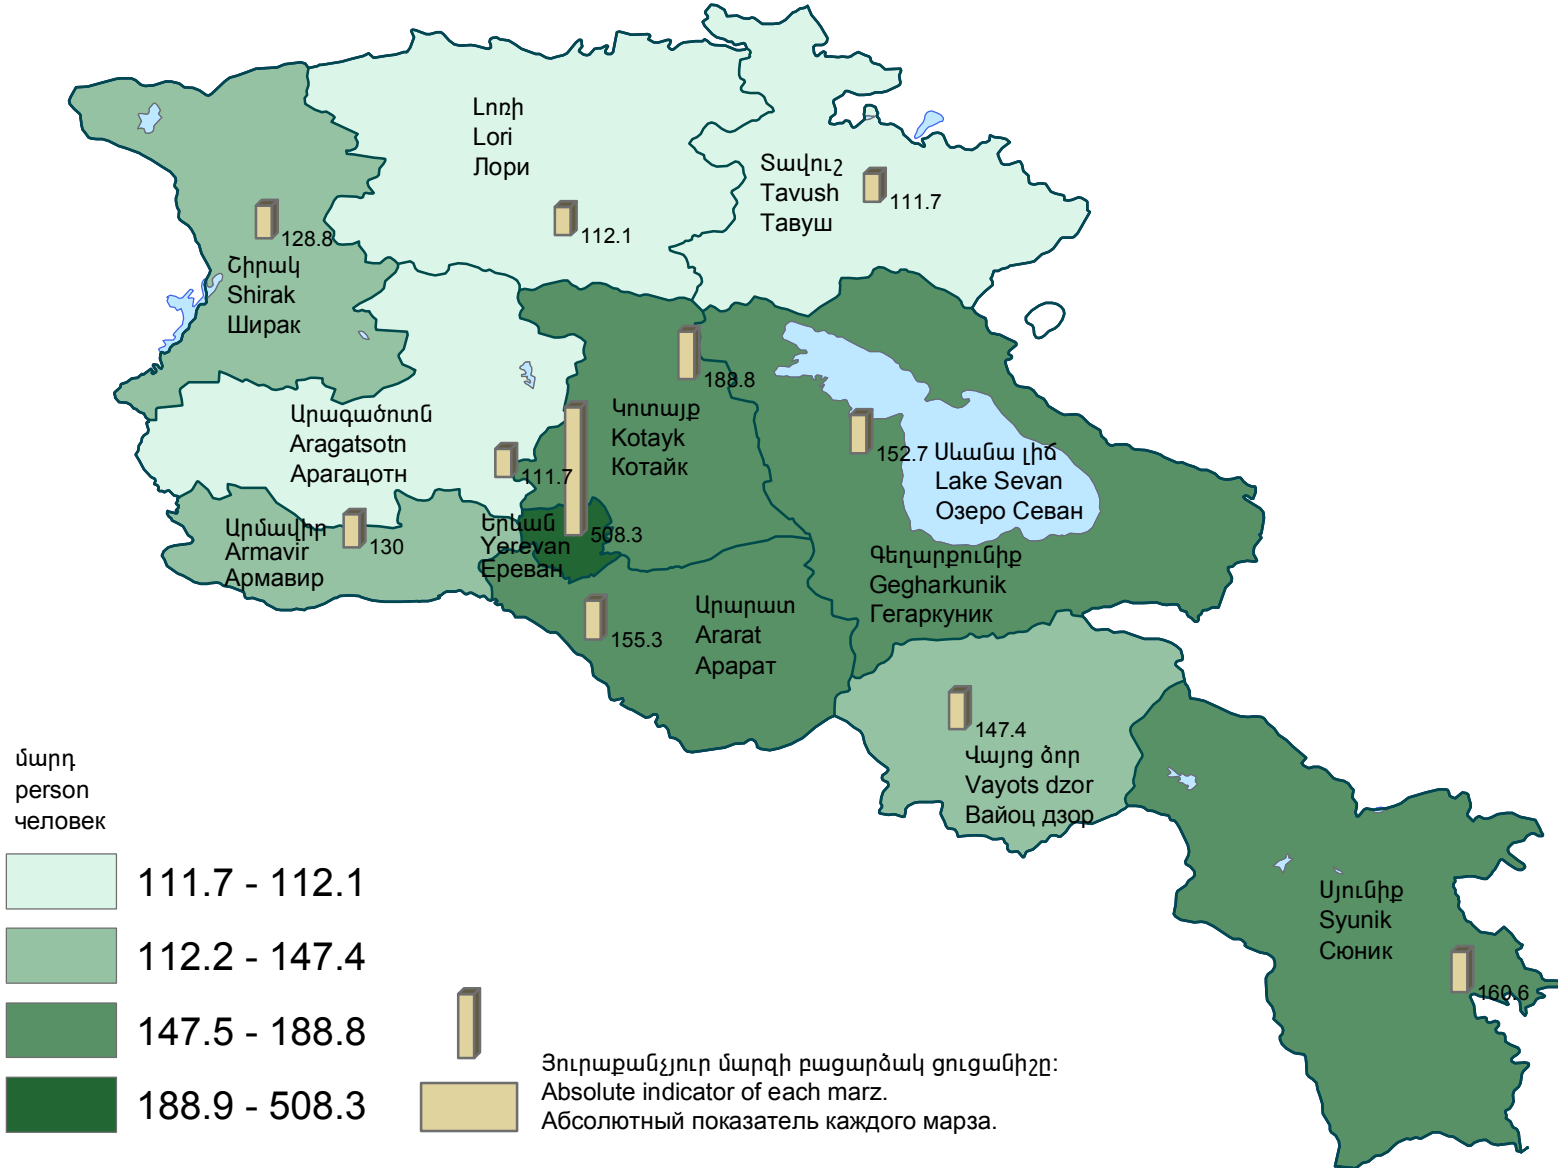 Լոռի
Lori
Лори
112.1
Տավուշ
Tavush
Тавуш
111.7
128.8
Շիրակ
Shirak
Ширак
188.8
Կոտայք
Kotayk
Котайк
Արագածոտն
Aragatsotn
Арагацотн
111.7
152.7
Սևանա լիճ
Lake Sevan
Озеро Севан
Արմավիր
Armavir
Армавир
130
Երևան
Yerevan
Ереван
508.3
Գեղարքունիք
Gegharkunik
Гегаркуник
155.3
Արարատ
Ararat
Арарат
147.4
Վայոց ձոր
Vayots dzor
Вайоц дзор
Սյունիք
Syunik
Сюник
160.6
մարդ
person
человек
111.7 - 112.1
112.2 - 147.4
147.5 - 188.8
188.9 - 508.3
Յուրաքանչյուր մարզի բացարձակ ցուցանիշը:
Absolute indicator of each marz.
Абсолютный показатель каждого марза.